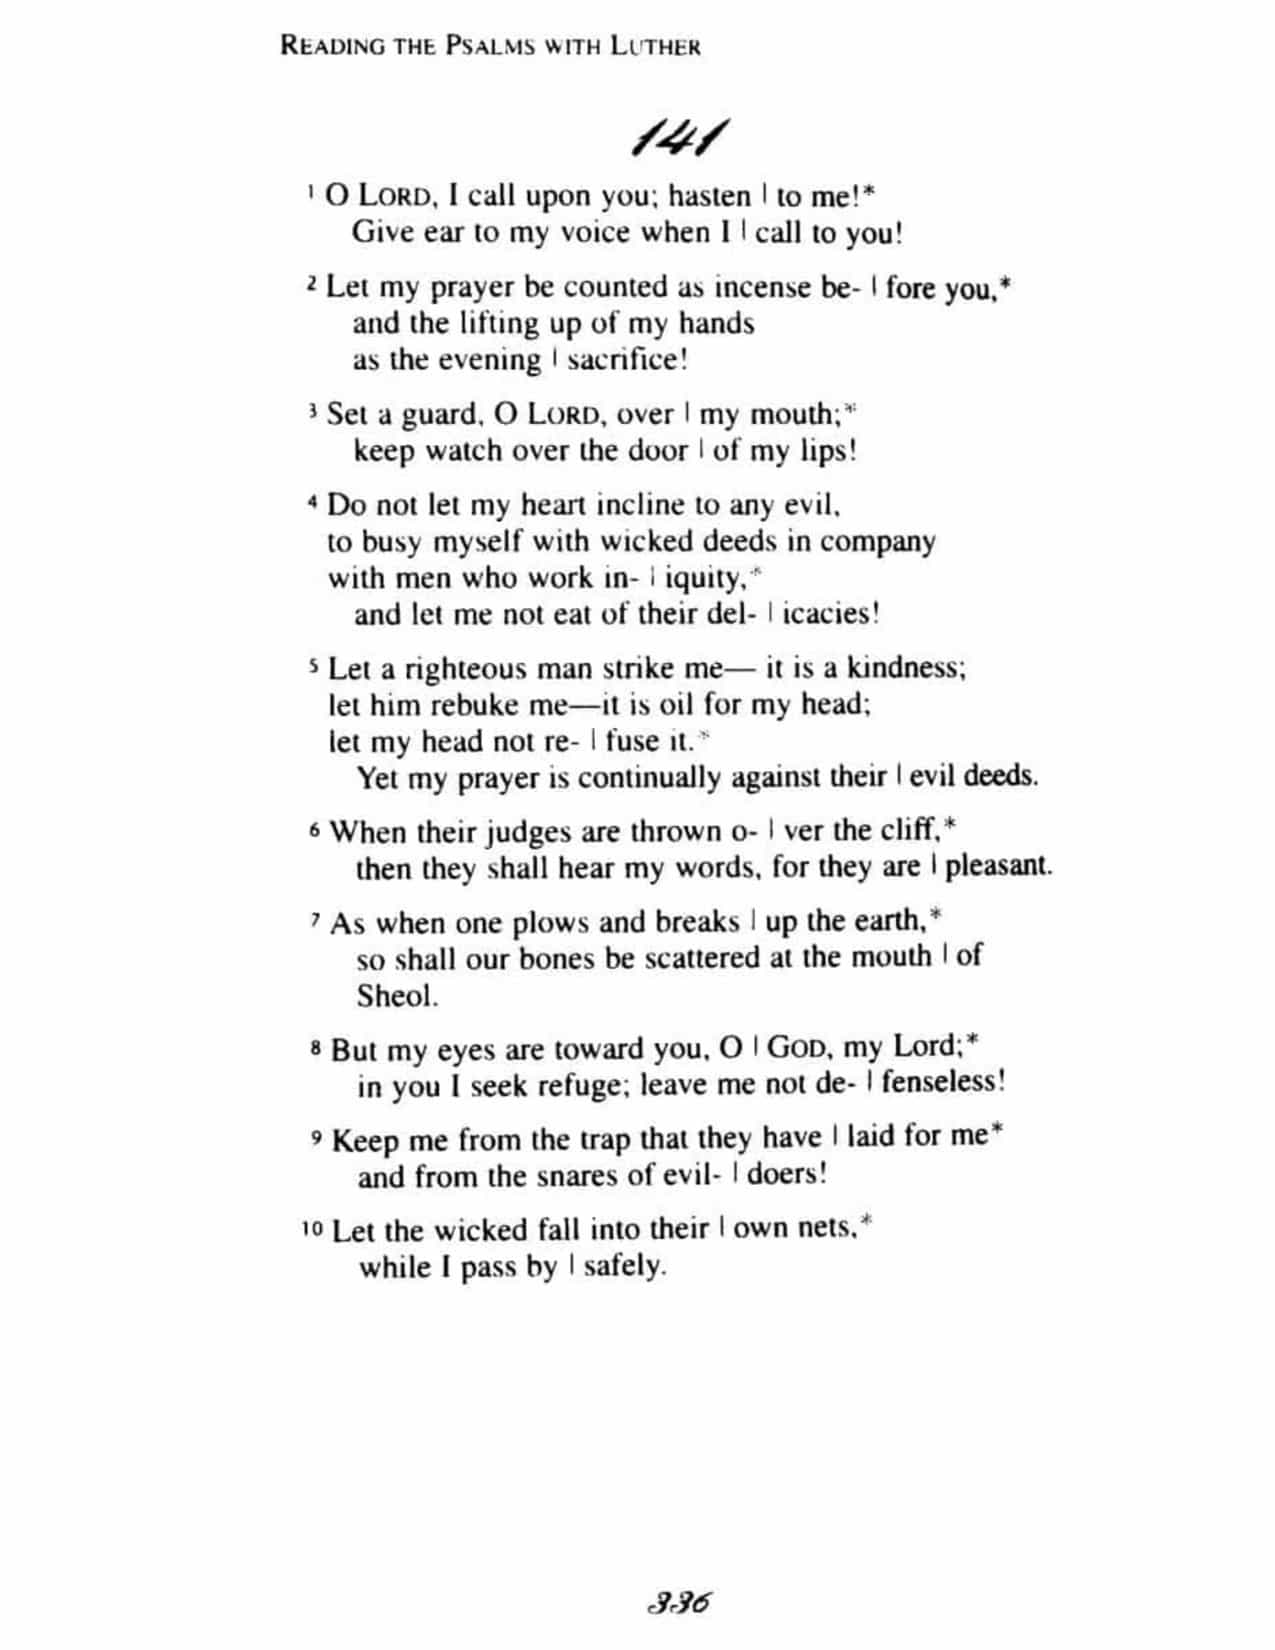 READING THE PSALMS WITH LUTHER
141
1 O LORD, I call upon you; hasten | to me!*
Give ear to my voice when I | call to you!
2 Let my prayer be counted as incense be- | fore you,*
and the lifting up of my hands
as the evening | sacrifice!
3 Set a guard, O LORD, over | my mouth;*
keep watch over the door | of my lips!
4 Do not let my heart incline to any evil,
to busy myself with wicked deeds in company
with men who work in- | iquity,*
and let me not eat of their del- | icacies!
5 Let a righteous man strike me— it is a kindness;
let him rebuke me—it is oil for my head;
let my head not re- | fuse it.*
Yet my prayer is continually against their | evil deeds.
6 When their judges are thrown o- | ver the cliff,*
then they shall hear my words, for they are | pleasant.
7 As when one plows and breaks | up the earth,*
so shall our bones be scattered at the mouth | of
Sheol.
8 But my eyes are toward you, O | GOD, my Lord;*
in you I seek refuge; leave me not de- | fenseless!
9 Keep me from the trap that they have | laid for me*
and from the snares of evil- | doers!
10 Let the wicked fall into their | own nets,*
while I pass by | safely.
336